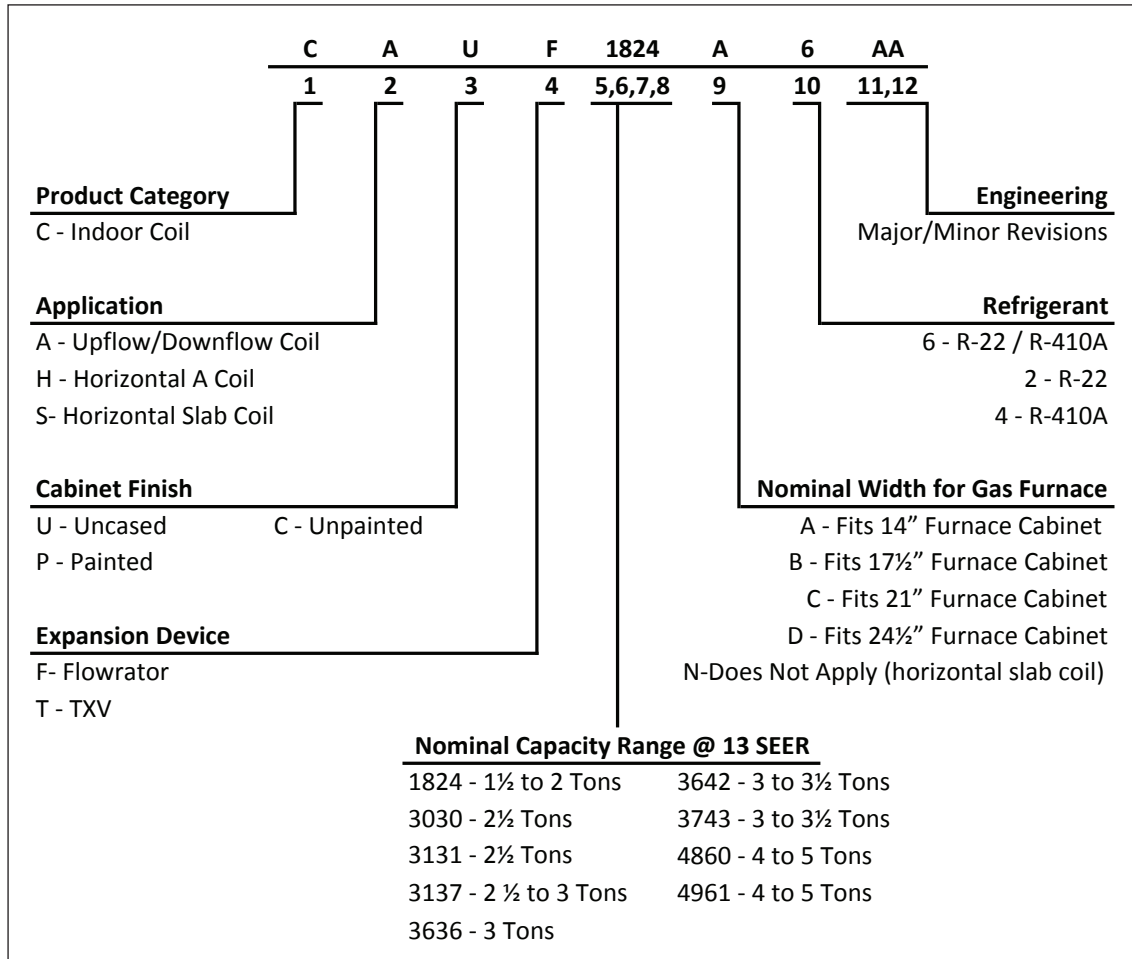 C A U F 1824 A 6 AA
1 2 3 4 5,6,7,8 9 10 11,12
Product Category
C - Indoor Coil
Application
A - Upflow/Downflow Coil
H - Horizontal A Coil
S- Horizontal Slab Coil
Cabinet Finish
U - Uncased C - Unpainted
P - Painted
Expansion Device
F- Flowrator
T - TXV
Engineering
Major/Minor Revisions
Refrigerant
6 - R-22 / R-410A
2 - R-22
4 - R-410A
Nominal Width for Gas Furnace
A - Fits 14” Furnace Cabinet
B - Fits 17½” Furnace Cabinet
C - Fits 21” Furnace Cabinet
D - Fits 24½” Furnace Cabinet
N-Does Not Apply (horizontal slab coil)
Nominal Capacity Range @ 13 SEER
1824 - 1½ to 2 Tons
3030 - 2½ Tons
3131 - 2½ Tons
3137 - 2 ½ to 3 Tons
3636 - 3 Tons
3642 - 3 to 3½ Tons
3743 - 3 to 3½ Tons
4860 - 4 to 5 Tons
4961 - 4 to 5 Tons